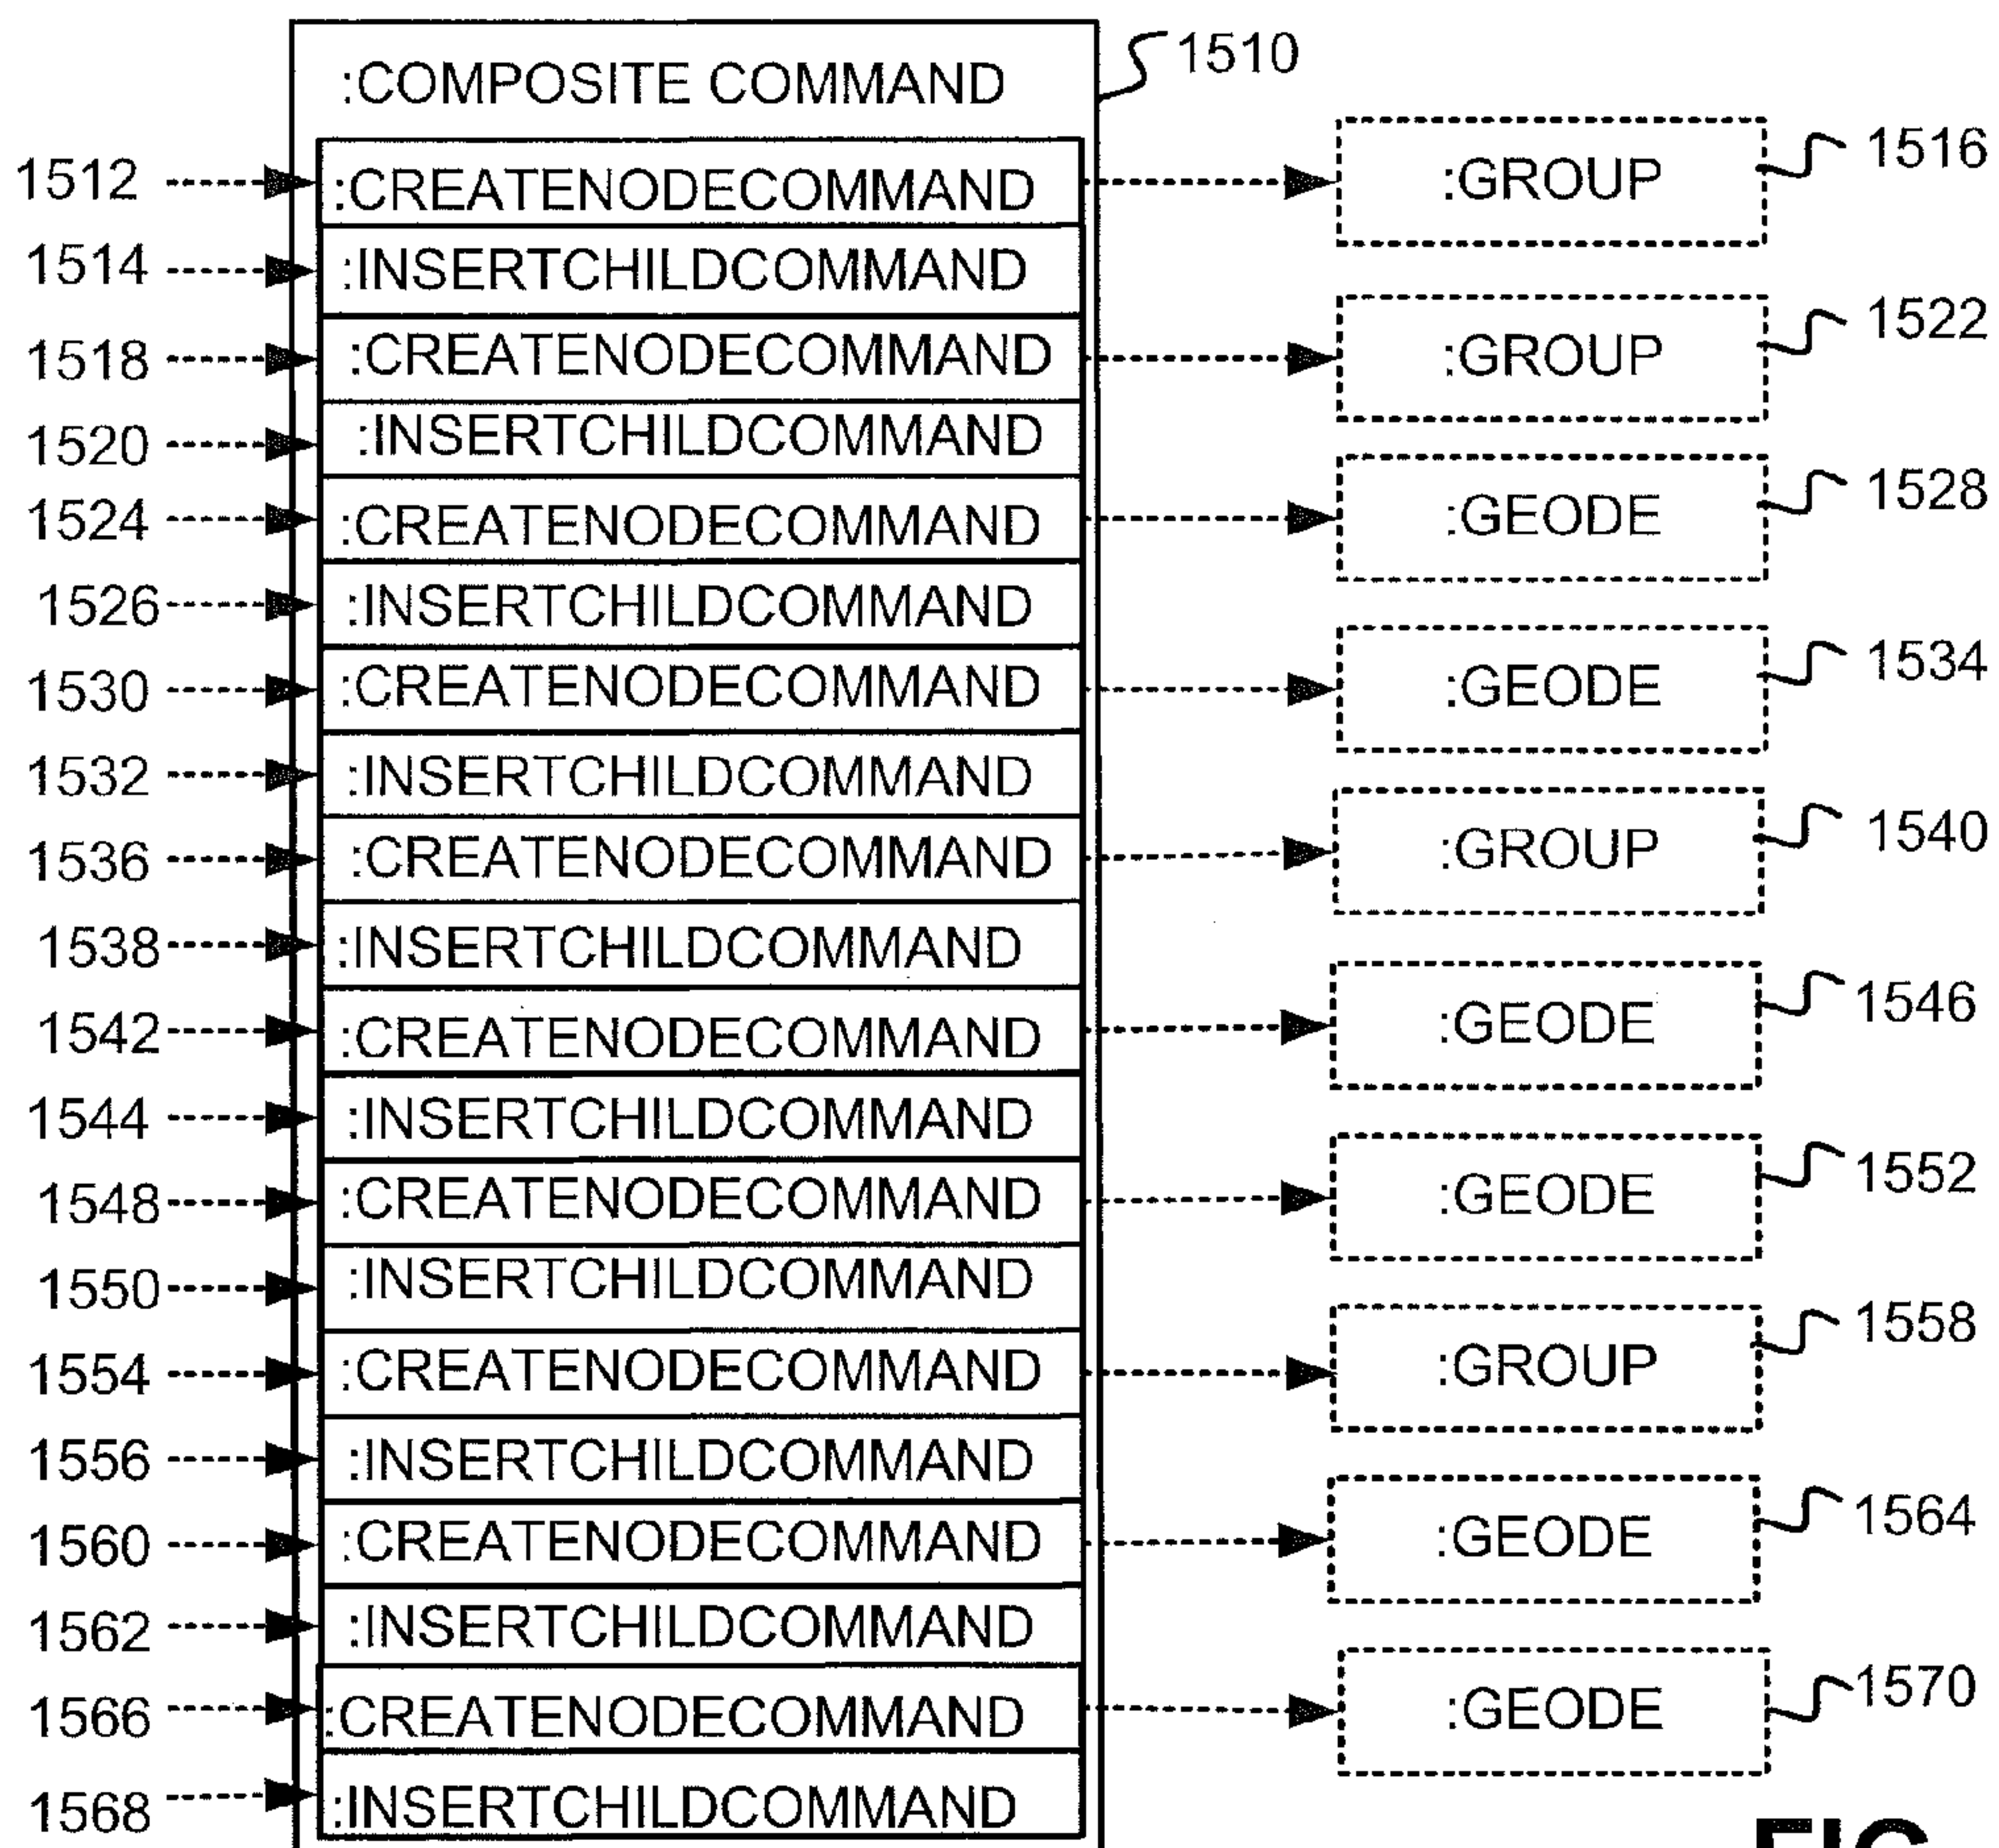 :COMPOSITE COMMAND 1510
1512 :CREATENODECOMMAND :GROUP 1516
1514 :INSERTCHILDCOMMAND
1518 :CREATENODECOMMAND :GROUP 1522
1520 :INSERTCHILDCOMMAND
1524 :CREATENODECOMMAND :GEODE 1528
1526 :INSERTCHILDCOMMAND
1530 :CREATENODECOMMAND :GEODE 1534
1532 :INSERTCHILDCOMMAND
1536 :CREATENODECOMMAND :GROUP 1540
1538 :INSERTCHILDCOMMAND
1542 :CREATENODECOMMAND :GEODE 1546
1544 :INSERTCHILDCOMMAND
1548 :CREATENODECOMMAND :GEODE 1552
1550 :INSERTCHILDCOMMAND
1554 :CREATENODECOMMAND :GROUP 1558
1556 :INSERTCHILDCOMMAND
1560 :CREATENODECOMMAND :GEODE 1564
1562 :INSERTCHILDCOMMAND
1566 :CREATENODECOMMAND :GEODE 1570
1568 :INSERTCHILDCOMMAND